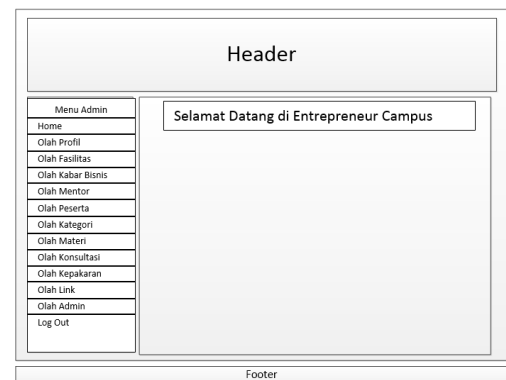 Header
Menu Admin
Home
Olah Profil
Olah Fasilitas
Olah Kabar Bisnis
Olah Mentor
Olah Peserta
Olah Kategori
Olah Materi
Olah Konsultasi
Olah Kepakaran
Olah Link
Olah Admin
Log Out
Selamat Datang di Entrepreneur Campus
Footer